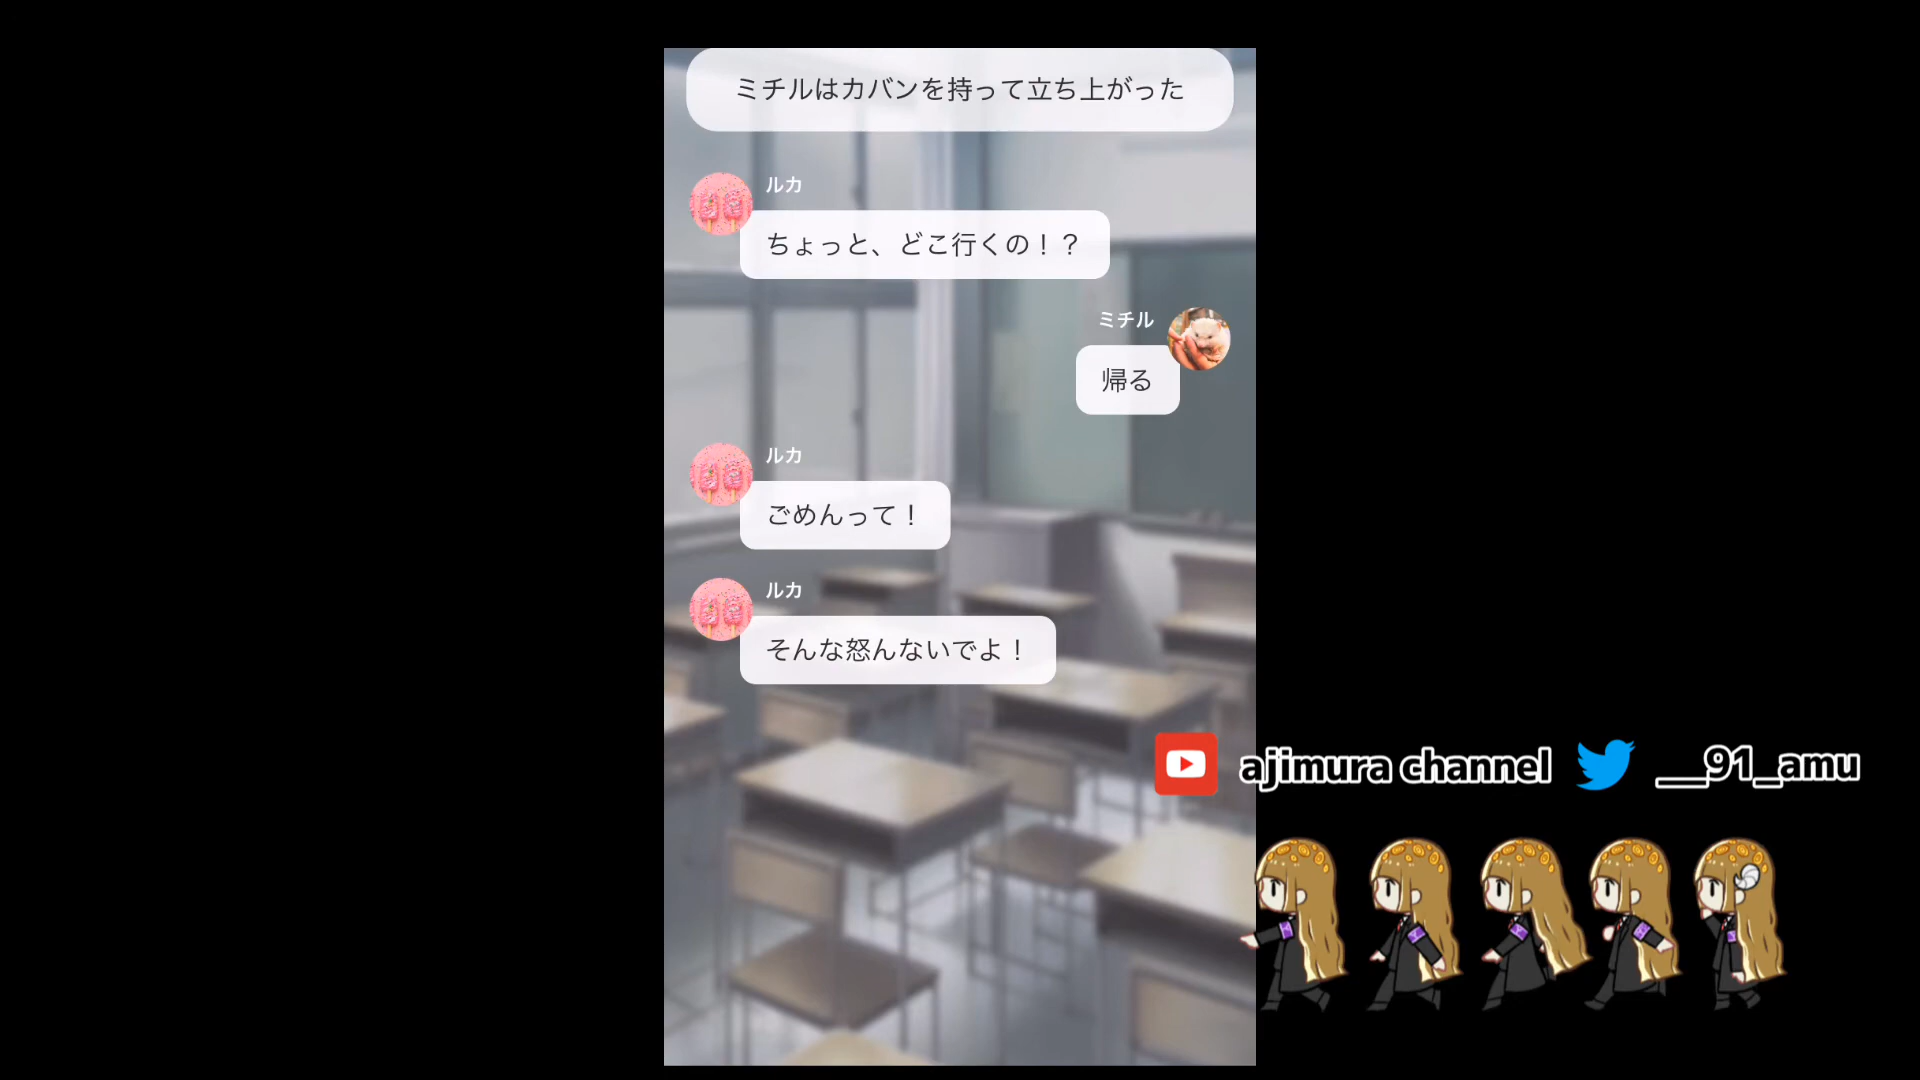 ミチルはカバンを持って立ち上がった
ルカ
ちょっと、どこ行くの！？
ミチル
帰る
ルカ
ごめんって！
ルカ
そんな怒んないでよ！
ajimura channel
__91_amu